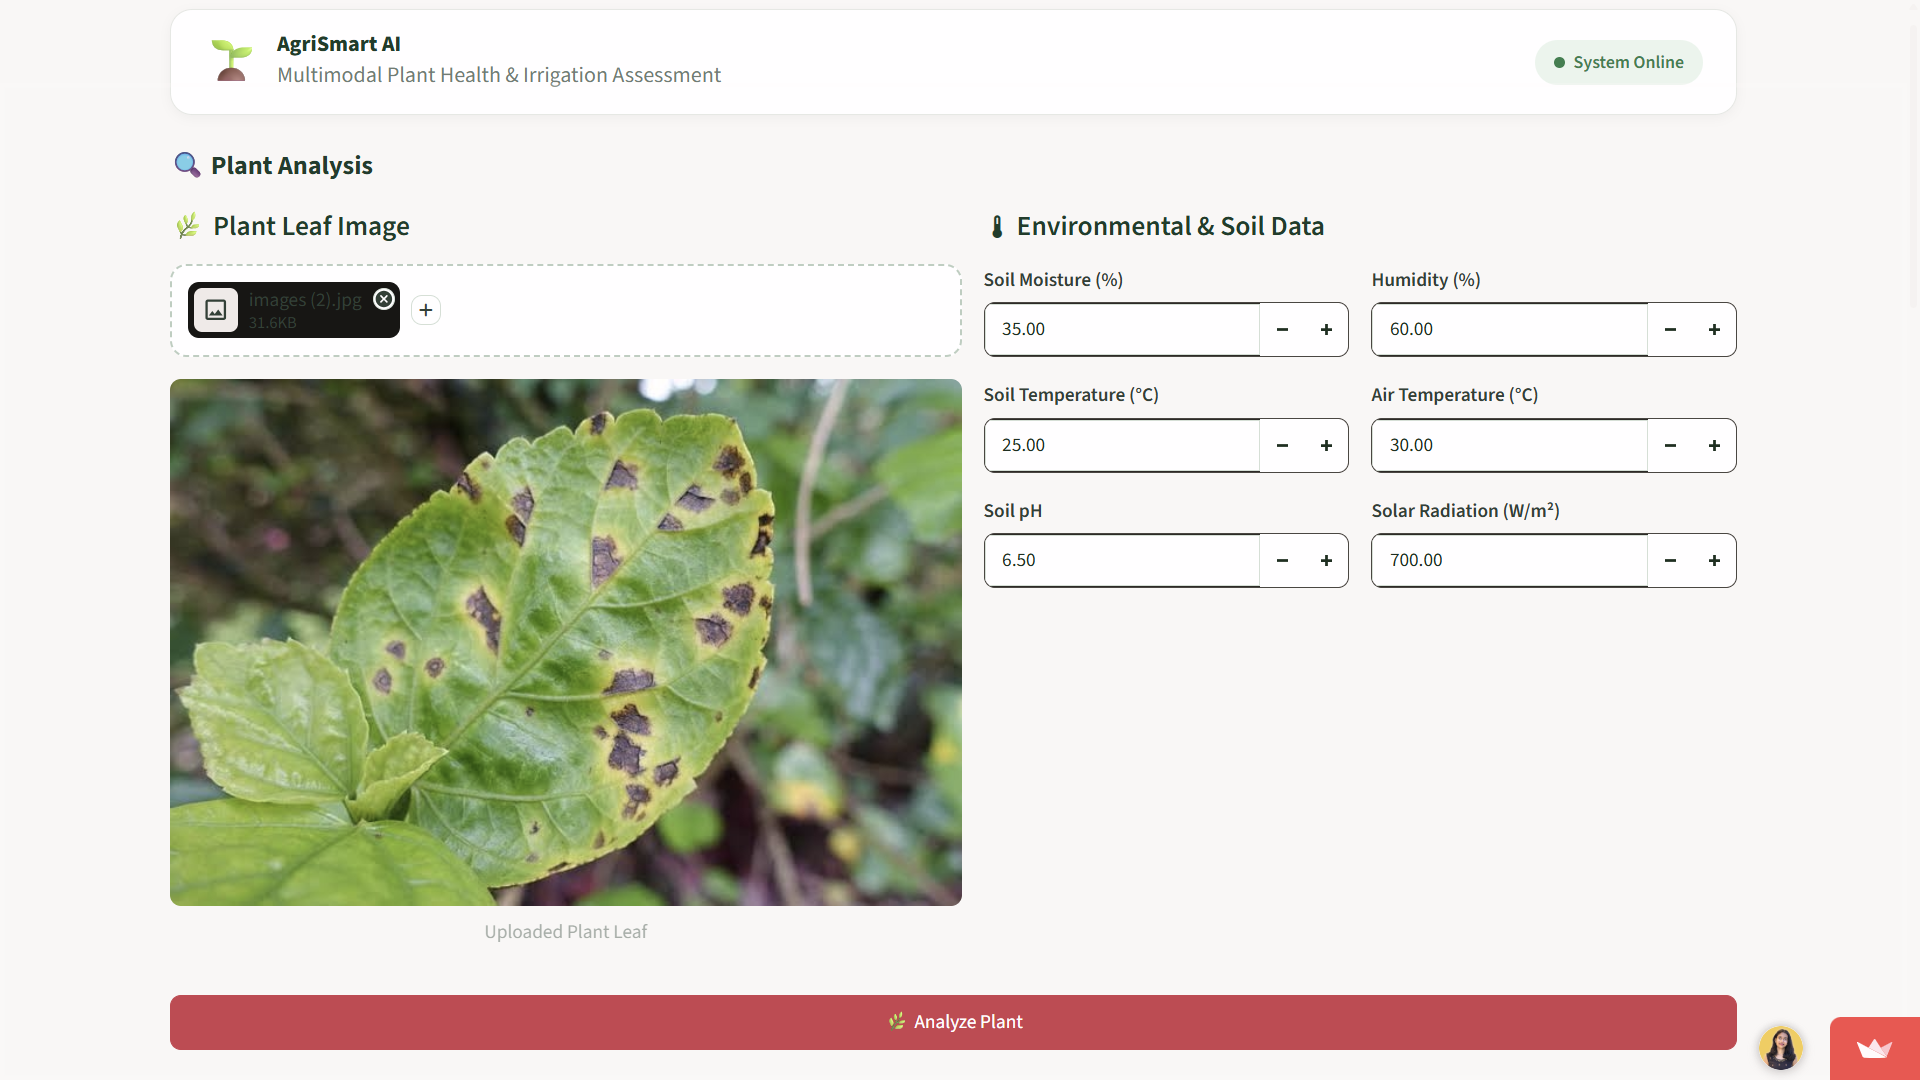 AgriSmart AI
Multimodal Plant Health & Irrigation Assessment
System Online
Plant Analysis
Plant Leaf Image
images (2).jpg
31.6KB
Uploaded Plant Leaf
Environmental & Soil Data
Soil Moisture (%)
Humidity (%)
35.00
60.00
Soil Temperature (°C)
Air Temperature (°C)
25.00
30.00
Soil pH
Solar Radiation (W/m²)
6.50
700.00
Analyze Plant